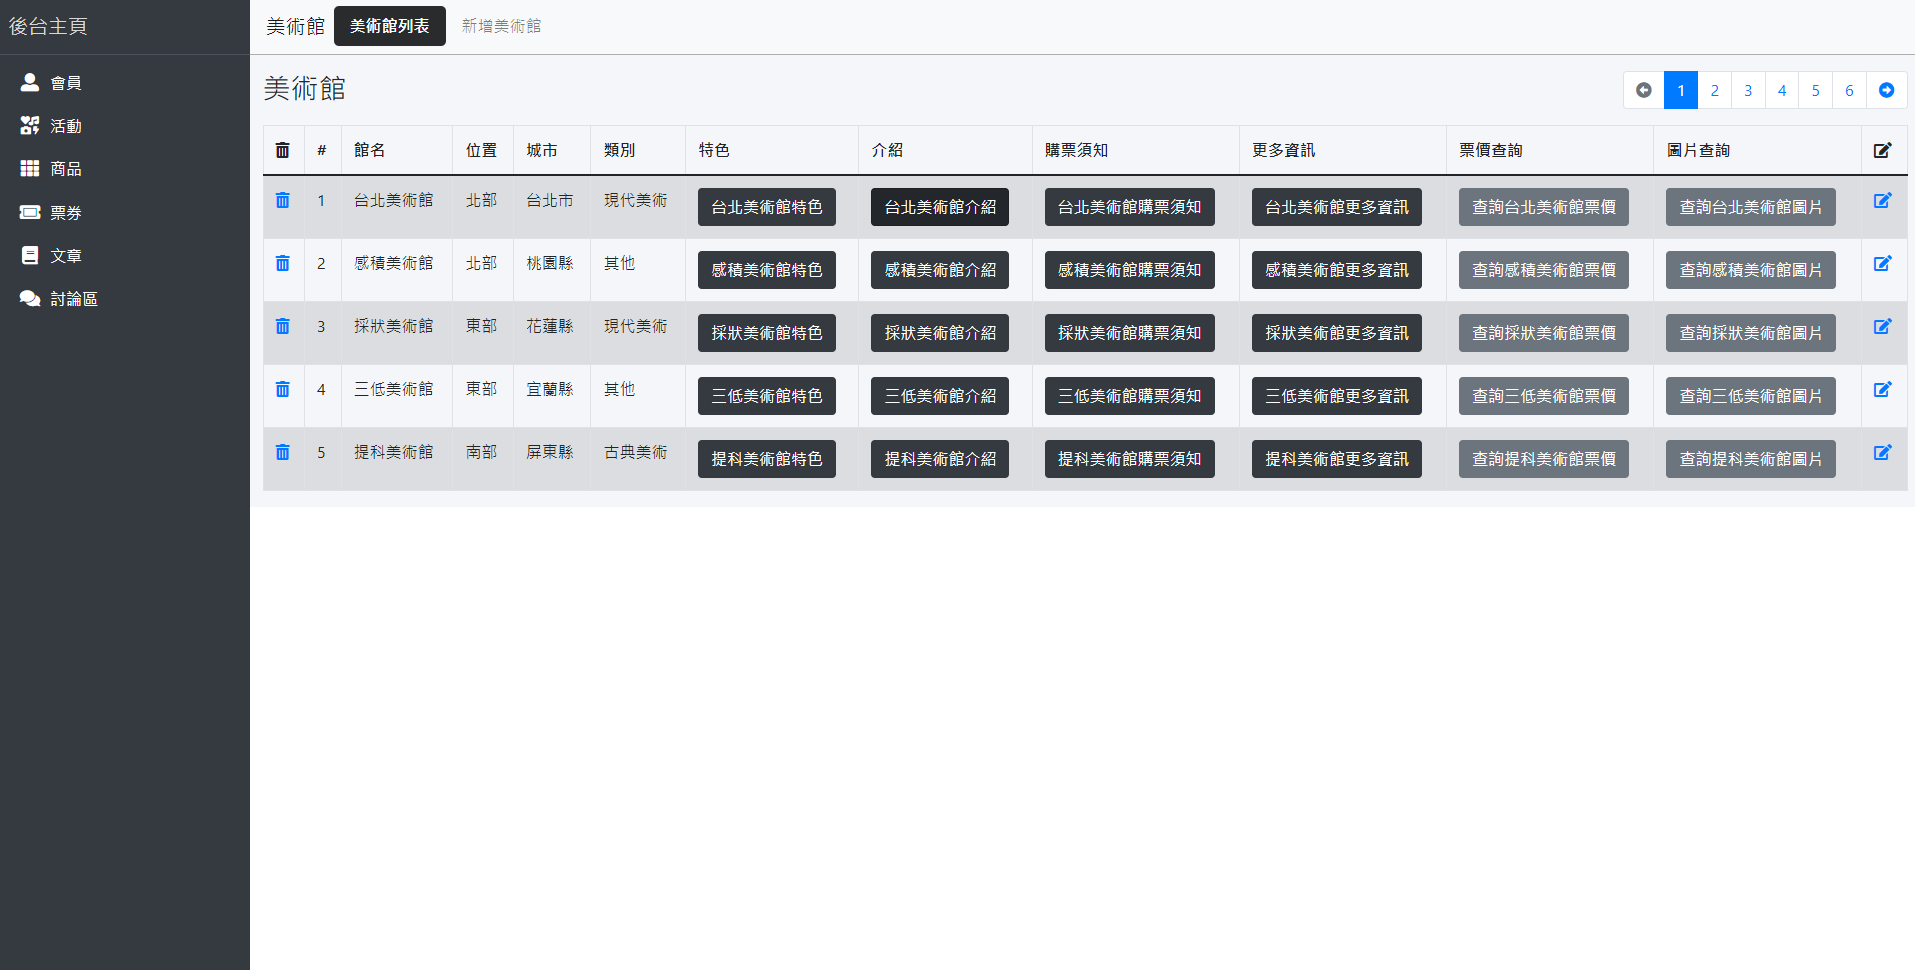 後台主頁
會員
活動
商品
票券
文章
討論區
美術館 美術館列表 新增美術館
美術館
1 2 3 4 5 6
# 館名 位置 城市 類別 特色 介紹 購票須知 更多資訊 票價查詢 圖片查詢
1 台北美術館 北部 台北市 現代美術 台北美術館特色 台北美術館介紹 台北美術館購票須知 台北美術館更多資訊 查詢台北美術館票價 查詢台北美術館圖片
2 感積美術館 北部 桃園縣 其他 感積美術館特色 感積美術館介紹 感積美術館購票須知 感積美術館更多資訊 查詢感積美術館票價 查詢感積美術館圖片
3 採狀美術館 東部 花蓮縣 現代美術 採狀美術館特色 採狀美術館介紹 採狀美術館購票須知 採狀美術館更多資訊 查詢採狀美術館票價 查詢採狀美術館圖片
4 三低美術館 東部 宜蘭縣 其他 三低美術館特色 三低美術館介紹 三低美術館購票須知 三低美術館更多資訊 查詢三低美術館票價 查詢三低美術館圖片
5 提科美術館 南部 屏東縣 古典美術 提科美術館特色 提科美術館介紹 提科美術館購票須知 提科美術館更多資訊 查詢提科美術館票價 查詢提科美術館圖片